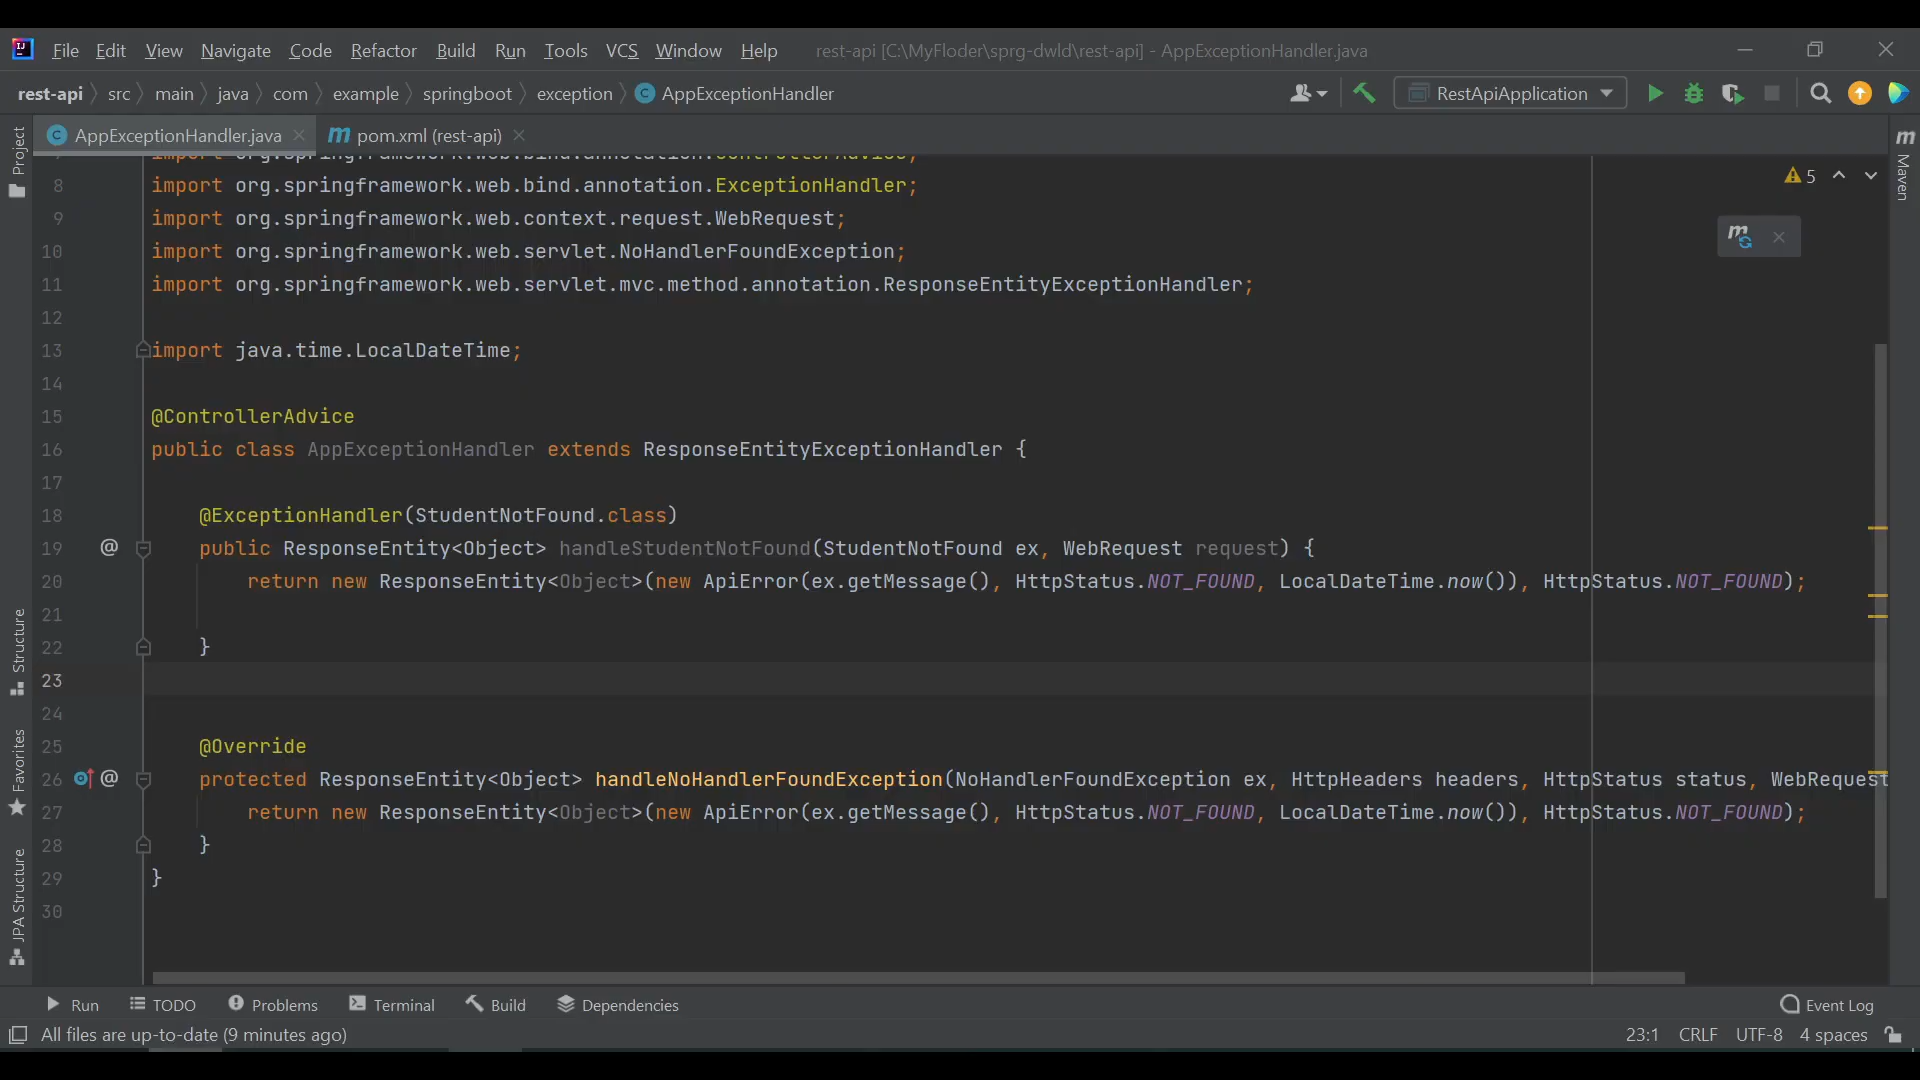 File Edit View Navigate Code Refactor Build Run Tools VCS Window Help rest-api [C:\MyFloder\sprg-dwld\rest-api] - AppExceptionHandler.java
rest-api src main java com example springboot exception AppExceptionHandler RestApiApplication
AppExceptionHandler.java pom.xml (rest-api)
Project
Maven
5
8 import org.springframework.web.bind.annotation.ExceptionHandler;
9 import org.springframework.web.context.request.WebRequest;
10 import org.springframework.web.servlet.NoHandlerFoundException;
11 import org.springframework.web.servlet.mvc.method.annotation.ResponseEntityExceptionHandler;
12
13 import java.time.LocalDateTime;
14
15 @ControllerAdvice
16 public class AppExceptionHandler extends ResponseEntityExceptionHandler {
17
18 @ExceptionHandler(StudentNotFound.class)
19 public ResponseEntity<Object> handleStudentNotFound(StudentNotFound ex, WebRequest request) {
20 return new ResponseEntity<Object>(new ApiError(ex.getMessage(), HttpStatus.NOT_FOUND, LocalDateTime.now()), HttpStatus.NOT_FOUND);
21
22 }
23
24
25 @Override
26 protected ResponseEntity<Object> handleNoHandlerFoundException(NoHandlerFoundException ex, HttpHeaders headers, HttpStatus status, WebRequest
27 return new ResponseEntity<Object>(new ApiError(ex.getMessage(), HttpStatus.NOT_FOUND, LocalDateTime.now()), HttpStatus.NOT_FOUND);
28 }
29 }
30
Structure
Favorites
JPA Structure
Run TODO Problems Terminal Build Dependencies Event Log
All files are up-to-date (9 minutes ago) 23:1 CRLF UTF-8 4 spaces